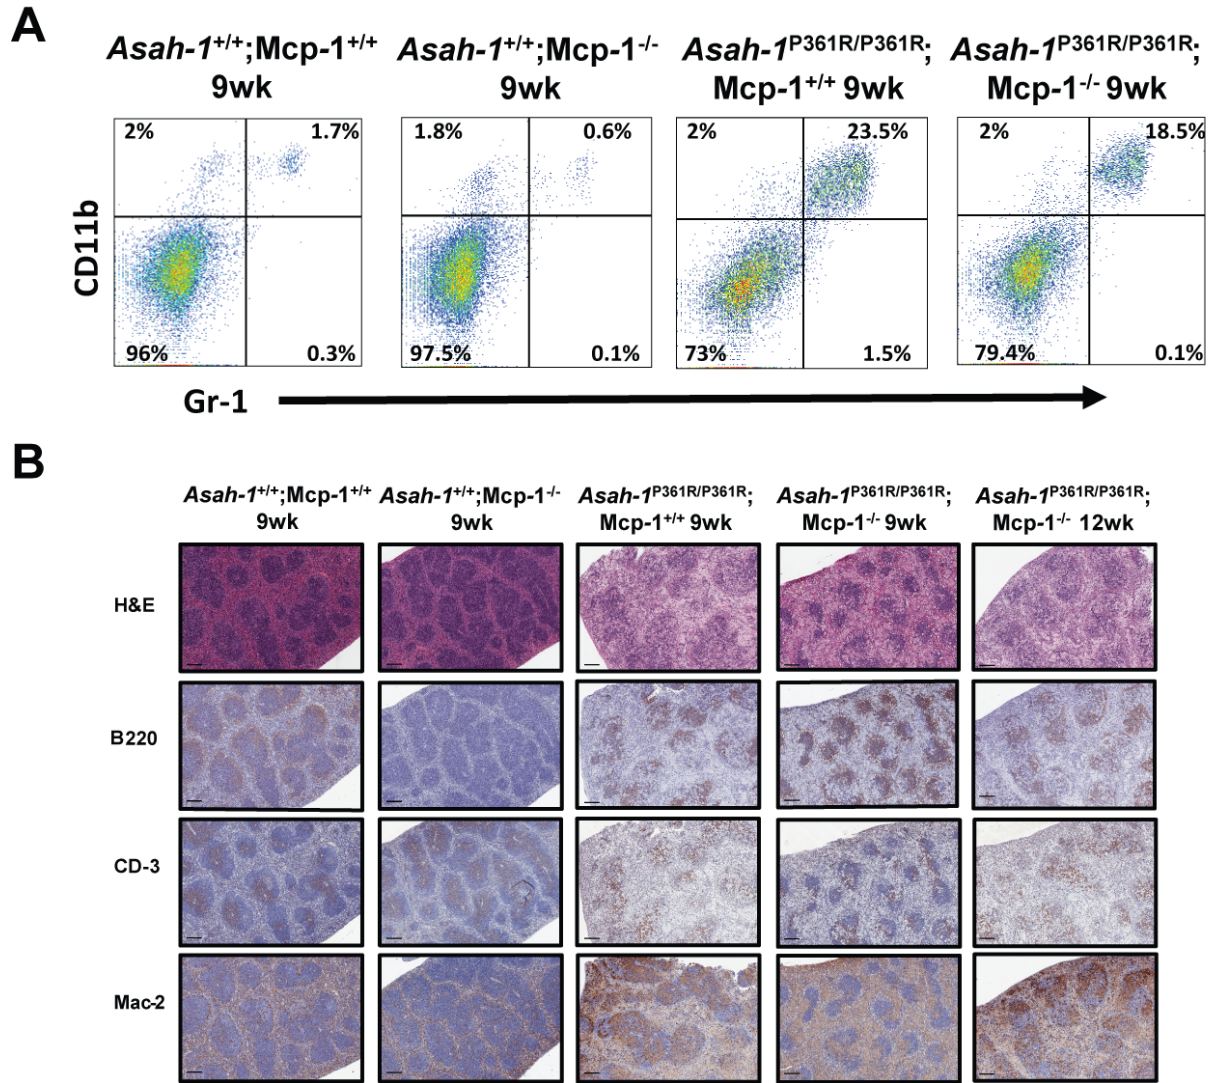 A
Asah-1+/+;Mcp-1+/+
9wk
Asah-1+/+;Mcp-1-/-
9wk
Asah-1P361R/P361R;
Mcp-1+/+ 9wk
Asah-1P361R/P361R;
Mcp-1-/- 9wk
2%
1.7%
96%
0.3%
1.8%
0.6%
97.5%
0.1%
2%
23.5%
73%
1.5%
2%
18.5%
79.4%
0.1%
CD11b
Gr-1
B
Asah-1+/+;Mcp-1+/+
9wk
Asah-1+/+;Mcp-1-/-
9wk
Asah-1P361R/P361R;
Mcp-1+/+ 9wk
Asah-1P361R/P361R;
Mcp-1-/- 9wk
Asah-1P361R/P361R;
Mcp-1-/- 12wk
H&E
B220
CD-3
Mac-2